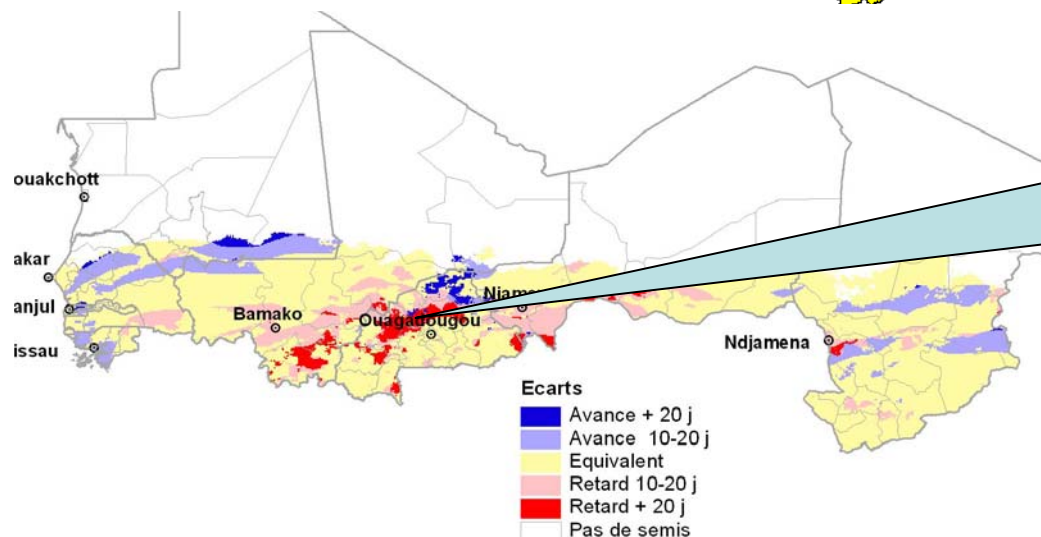 ouakchott
akar
anjul
issau
Bamako
Ouagadougou
Niame
Ndjamena
Ecarts
Avance + 20 j
Avance 10-20 j
Equivalent
Retard 10-20 j
Retard + 20 j
Pas de semis